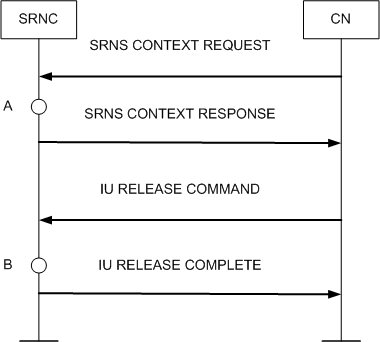 SRNC
CN
SRNS CONTEXT REQUEST
A
SRNS CONTEXT RESPONSE
IU RELEASE COMMAND
B
IU RELEASE COMPLETE